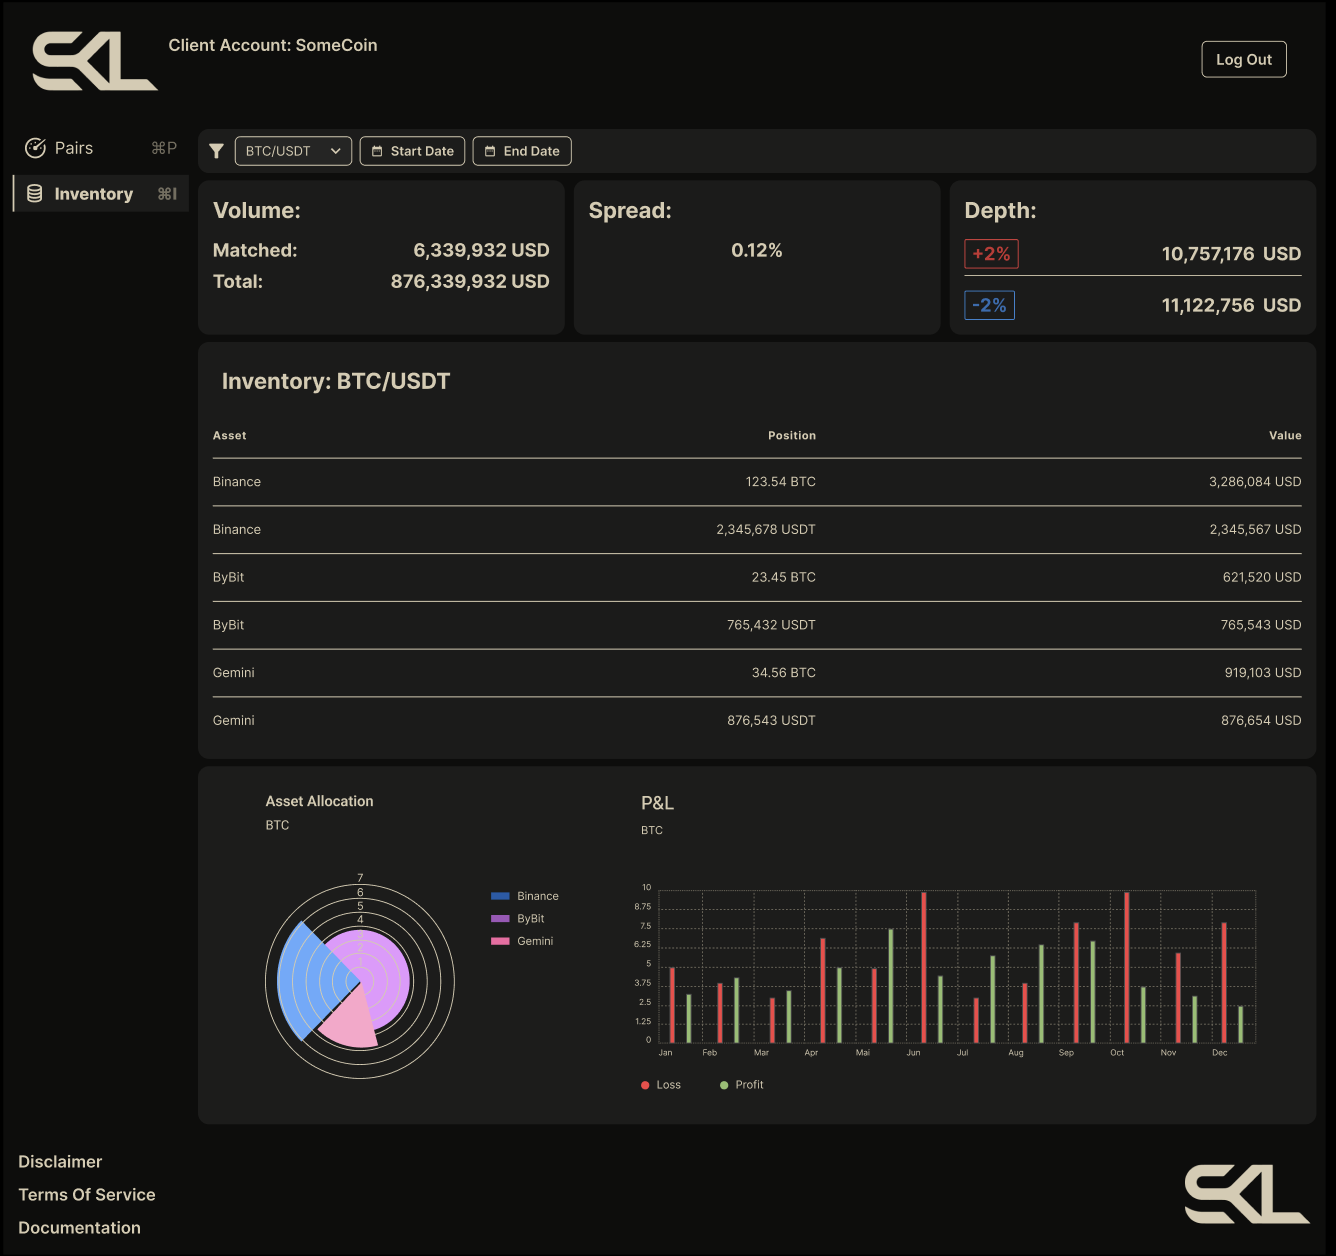 SKL
Client Account: SomeCoin
Log Out
Pairs ⌘P
Inventory ⌘I
BTC/USDT
Start Date
End Date
Volume:
Matched: 6,339,932 USD
Total: 876,339,932 USD
Spread:
0.12%
Depth:
+2% 10,757,176 USD
-2% 11,122,756 USD
Inventory: BTC/USDT
Asset Position Value
Binance 123.54 BTC 3,286,084 USD
Binance 2,345,678 USDT 2,345,567 USD
ByBit 23.45 BTC 621,520 USD
ByBit 765,432 USDT 765,543 USD
Gemini 34.56 BTC 919,103 USD
Gemini 876,543 USDT 876,654 USD
Asset Allocation
BTC
7
6
5
4
3
2
1
Binance
ByBit
Gemini
P&L
BTC
10
8.75
7.5
6.25
5
3.75
2.5
1.25
0
Jan Feb Mar Apr Mai Jun Jul Aug Sep Oct Nov Dec
Loss Profit
Disclaimer
Terms Of Service
Documentation
SKL